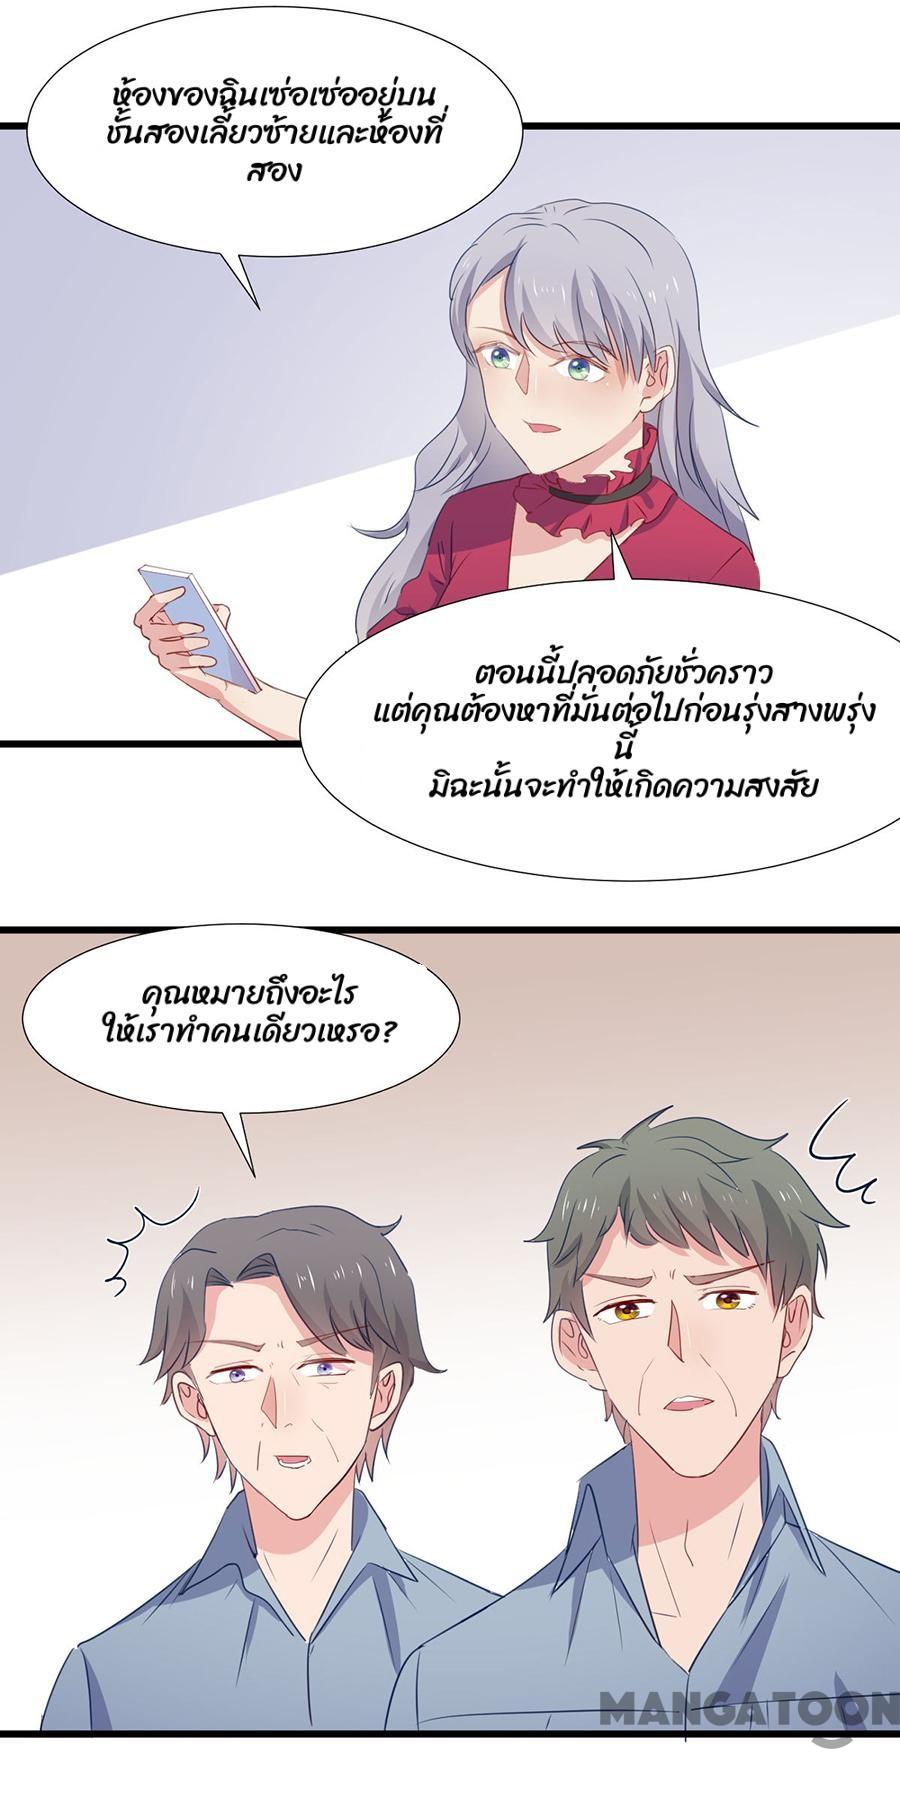 ห้องของฉินเซ่อเซ่ออยู่บน
ชั้นสองเลี้ยวซ้ายและห้องที่
สอง
ตอนนี้ปลอดภัยชั่วคราว
แต่คุณต้องหาที่มั่นต่อไปก่อนรุ่งสางพรุ่ง
นี้
มิฉะนั้นจะทำให้เกิดความสงสัย
คุณหมายถึงอะไร
ให้เราทำคนเดียวเหรอ?
MANGATOON